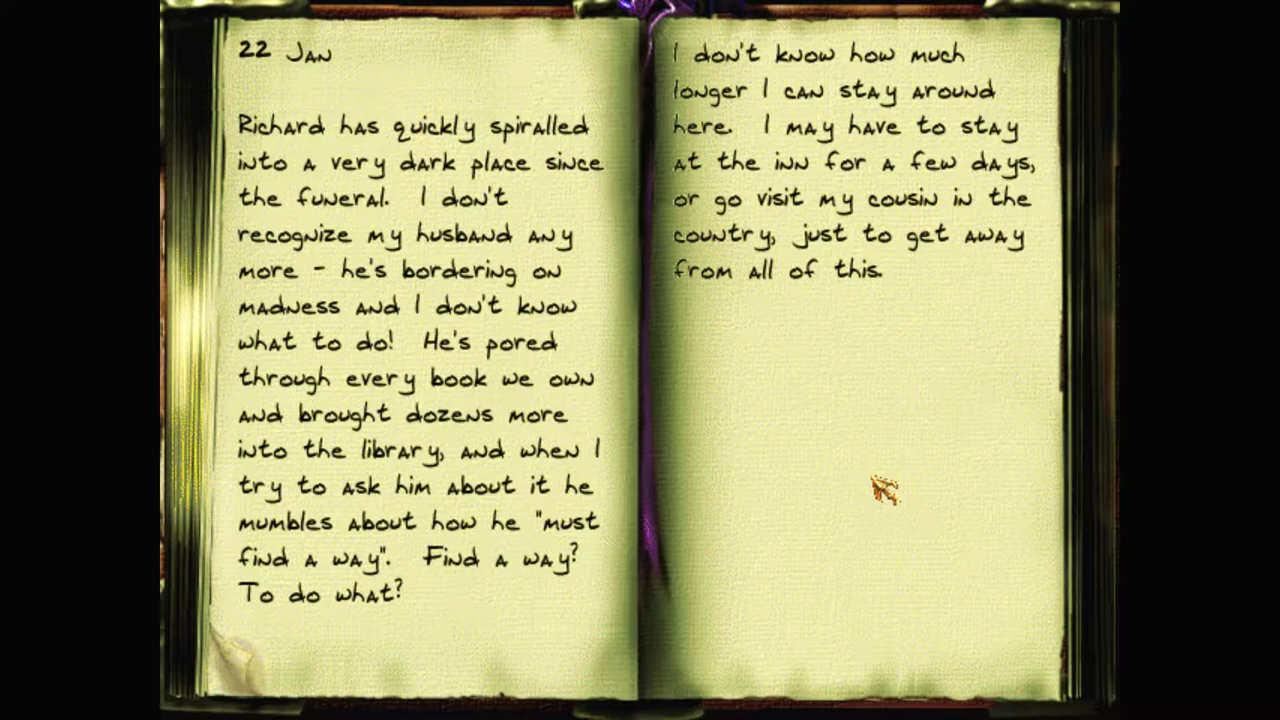 22 Jan
Richard has quickly spiralled
into a very dark place since
the funeral. I don't
recognize my husband any
more - he's bordering on
madness and I don't know
what to do! He's pored
through every book we own
and brought dozens more
into the library, and when I
try to ask him about it he
mumbles about how he "must
find a way". Find a way?
To do what?
I don't know how much
longer I can stay around
here. I may have to stay
at the inn for a few days,
or go visit my cousin in the
country, just to get away
from all of this.